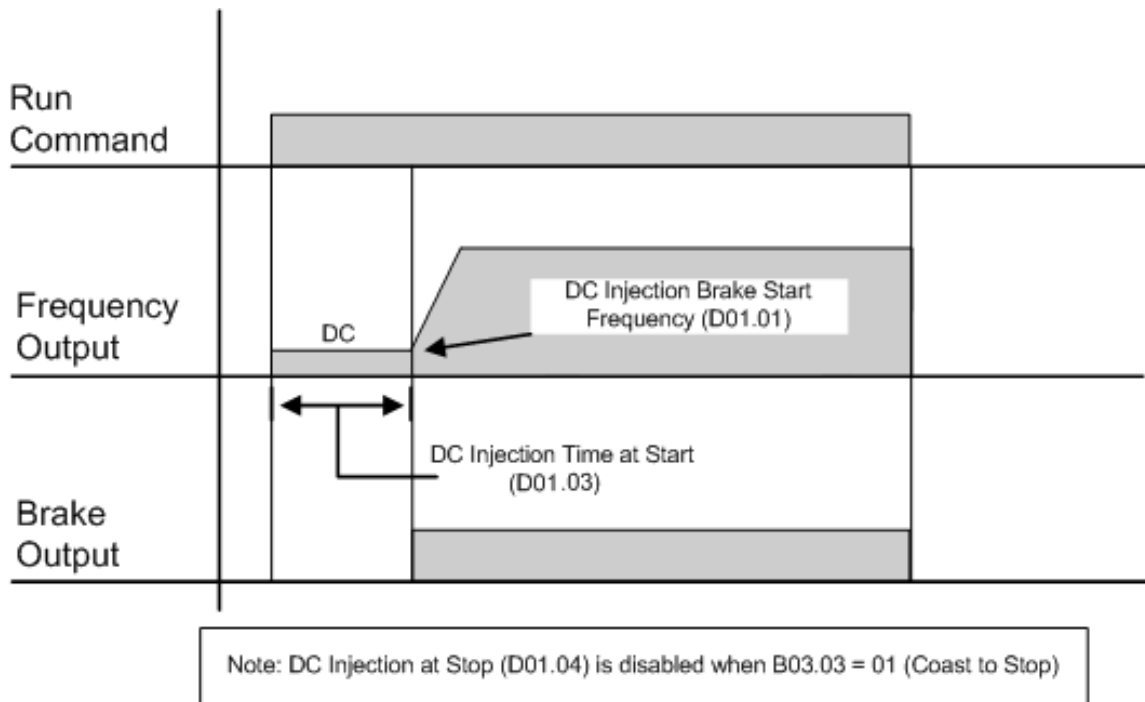 Run
Command
Frequency
Output
DC
DC Injection Brake Start
Frequency (D01.01)
DC Injection Time at Start
(D01.03)
Brake
Output
Note: DC Injection at Stop (D01.04) is disabled when B03.03 = 01 (Coast to Stop)